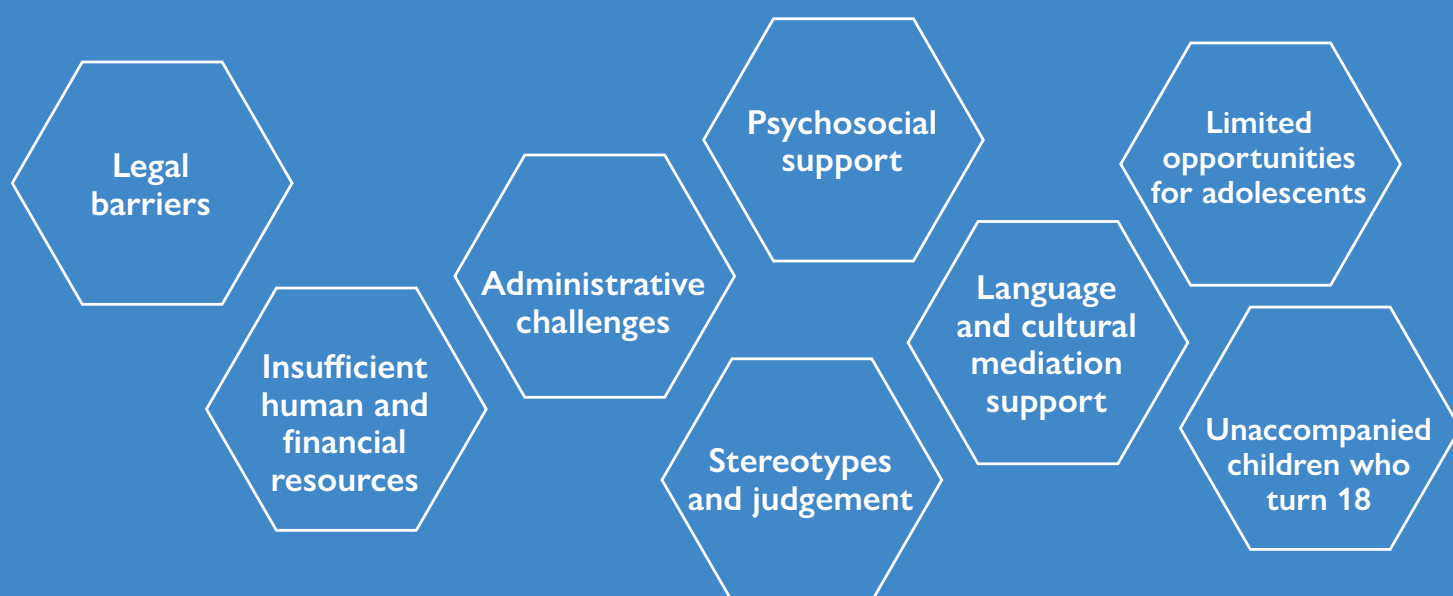 Legal
barriers
Insufficient
human and
financial
resources
Administrative
challenges
Psychosocial
support
Stereotypes
and judgement
Language
and cultural
mediation
support
Limited
opportunities
for adolescents
Unaccompanied
children who
turn 18